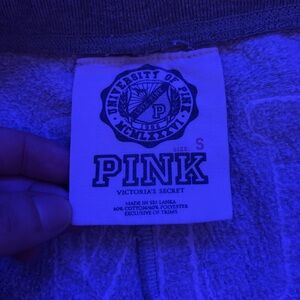 UNIVERSITY OF PINK
P
1986
MCMLXXXVI
SIZE S
PINK
VICTORIA'S SECRET
MADE IN SRI LANKA
60% COTTON/40% POLYESTER
EXCLUSIVE OF TRIMS